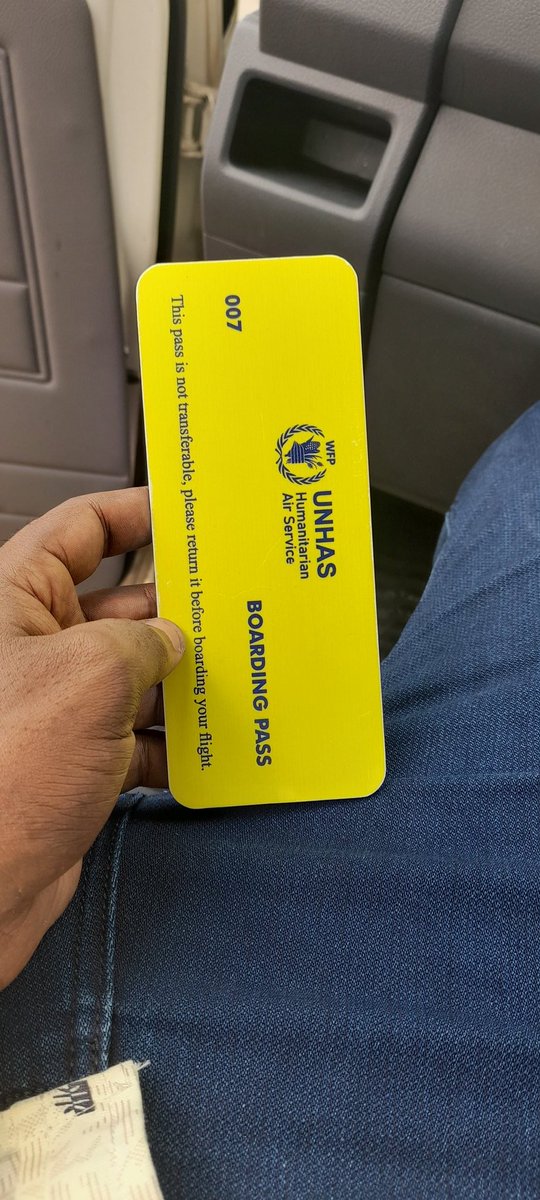 WFP
UNHAS
Humanitarian
Air Service
007
BOARDING PASS
This pass is not transferable, please return it before boarding your flight.